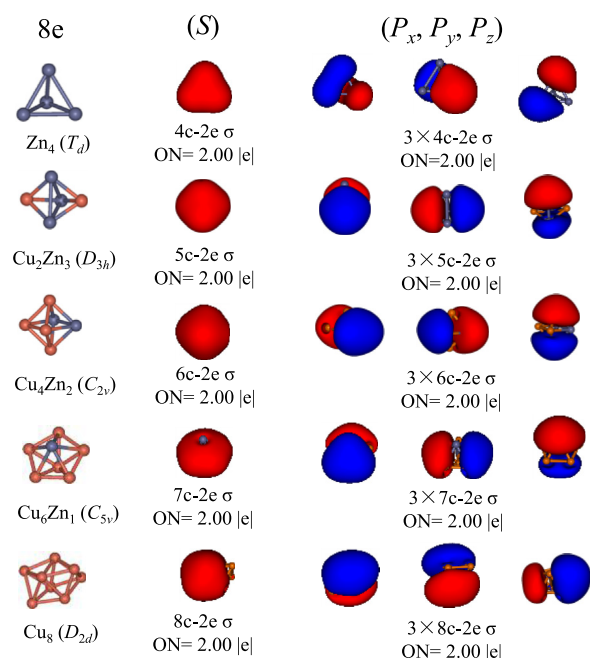 8e (S) (Px, Py, Pz)
4c-2e σ 3×4c-2e σ
Zn4 (Td) ON= 2.00 |e| ON=2.00 |e|
5c-2e σ 3×5c-2e σ
Cu2Zn3 (D3h) ON= 2.00 |e| ON= 2.00 |e|
6c-2e σ 3×6c-2e σ
Cu4Zn2 (C2v) ON= 2.00 |e| ON= 2.00 |e|
7c-2e σ 3×7c-2e σ
Cu6Zn1 (C5v) ON= 2.00 |e| ON= 2.00 |e|
8c-2e σ 3×8c-2e σ
Cu8 (D2d) ON= 2.00 |e| ON= 2.00 |e|